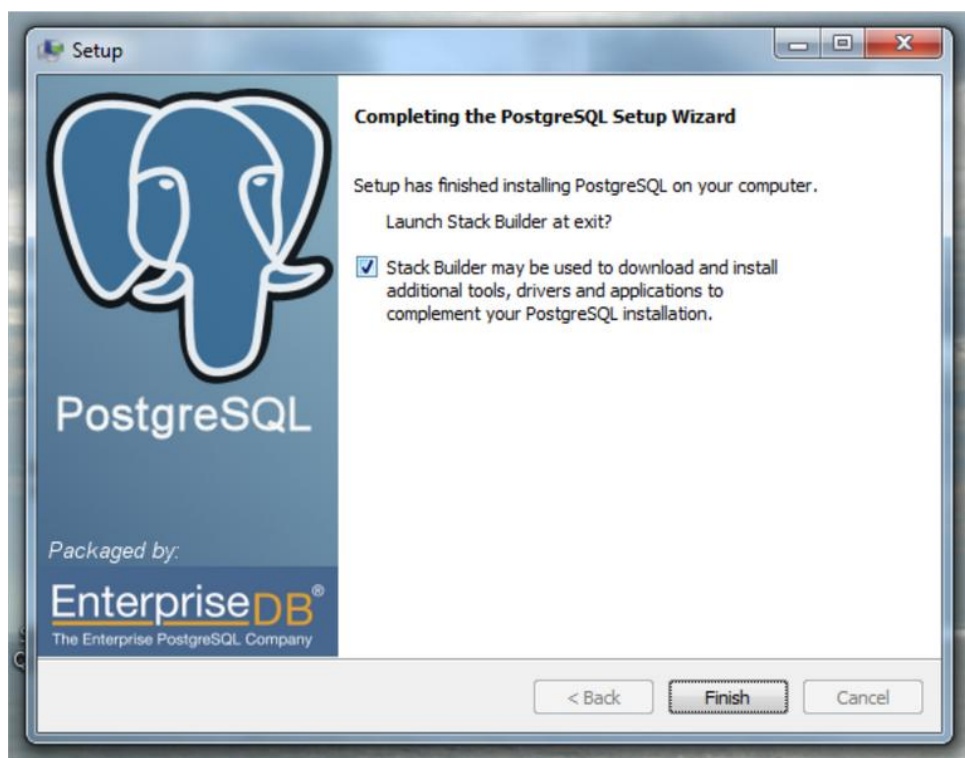 Setup
Completing the PostgreSQL Setup Wizard
Setup has finished installing PostgreSQL on your computer.
Launch Stack Builder at exit?
Stack Builder may be used to download and install
additional tools, drivers and applications to
complement your PostgreSQL installation.
PostgreSQL
Packaged by:
EnterpriseDB®
The Enterprise PostgreSQL Company
< Back
Finish
Cancel